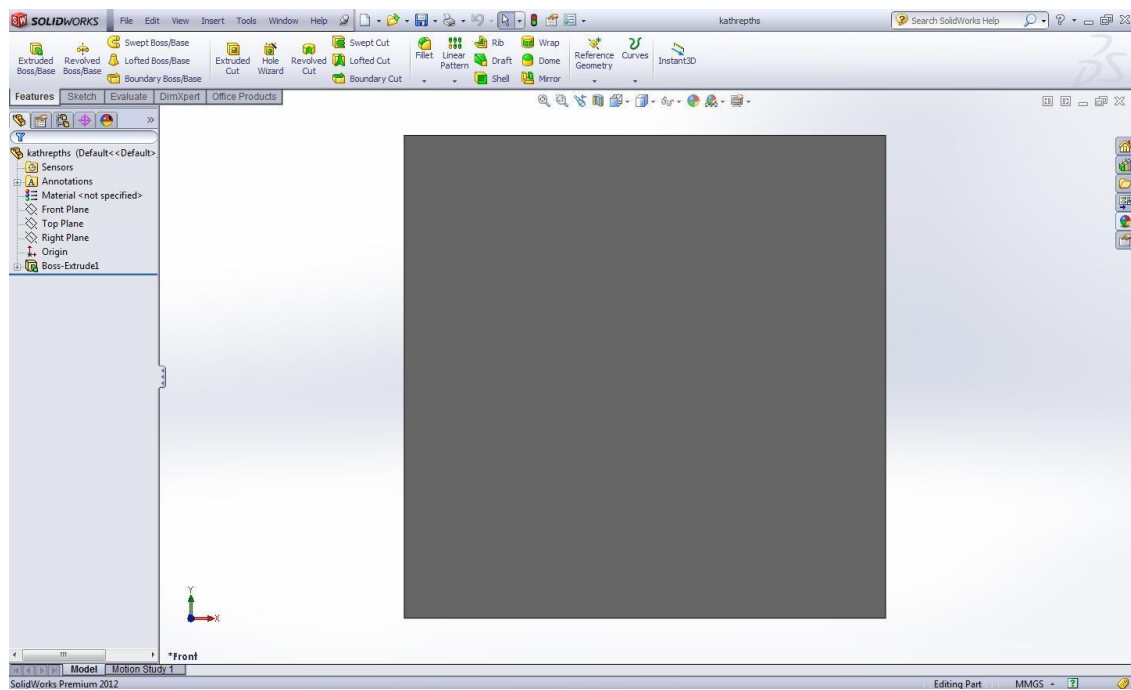 SOLIDWORKS File Edit View Insert Tools Window Help kathrepths Search SolidWorks Help
Extruded Boss/Base
Revolved Boss/Base
Swept Boss/Base
Lofted Boss/Base
Boundary Boss/Base
Extruded Cut
Hole Wizard
Revolved Cut
Swept Cut
Lofted Cut
Boundary Cut
Fillet
Linear Pattern
Rib
Draft
Shell
Wrap
Dome
Mirror
Reference Geometry
Curves
Instant3D
Features Sketch Evaluate DimXpert Office Products
kathrepths (Default<<Default>
Sensors
Annotations
Material <not specified>
Front Plane
Top Plane
Right Plane
Origin
Boss-Extrude1
Y
X
*Front
Model Motion Study 1
SolidWorks Premium 2012 Editing Part MMGS